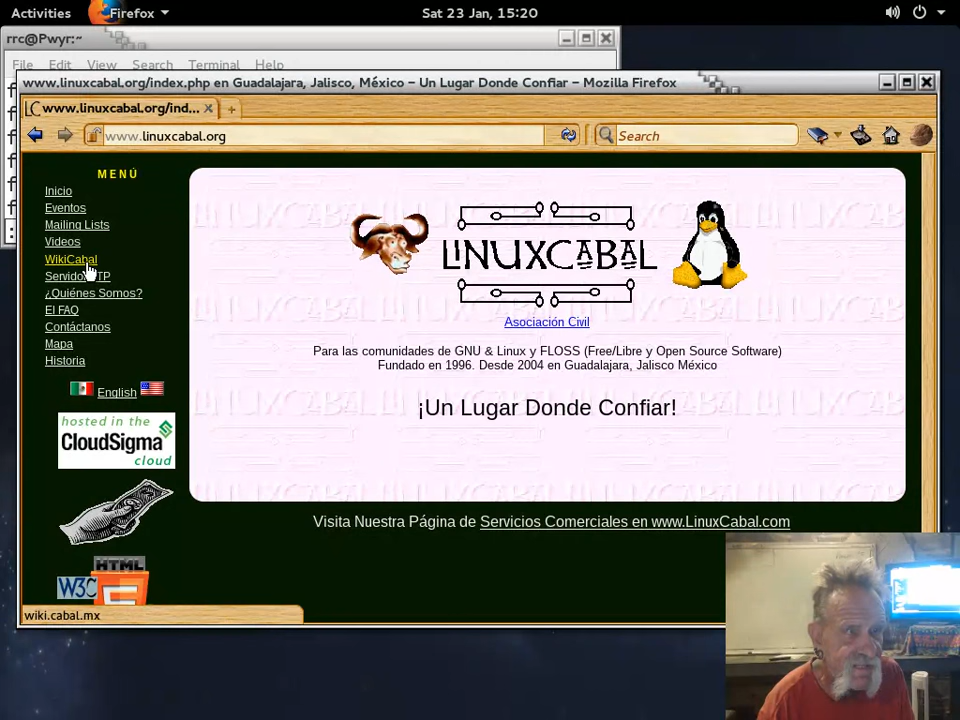 Activities
Firefox
Sat 23 Jan, 15:20
rrc@Pwyr:~
File Edit View Search Terminal Help
www.linuxcabal.org/index.php en Guadalajara, Jalisco, México – Un Lugar Donde Confiar – Mozilla Firefox
www.linuxcabal.org/ind...
www.linuxcabal.org
Search
MENÚ
Inicio
Eventos
Mailing Lists
Videos
WikiCabal
¿Quiénes Somos?
El FAQ
Contáctanos
Mapa
Historia
English
hosted in the
CloudSigma
cloud
HTML
W3C
LINUXCABAL
Asociación Civil
Para las comunidades de GNU & Linux y FLOSS (Free/Libre y Open Source Software)
Fundado en 1996. Desde 2004 en Guadalajara, Jalisco México
¡Un Lugar Donde Confiar!
Visita Nuestra Página de Servicios Comerciales en www.LinuxCabal.com
wiki.cabal.mx